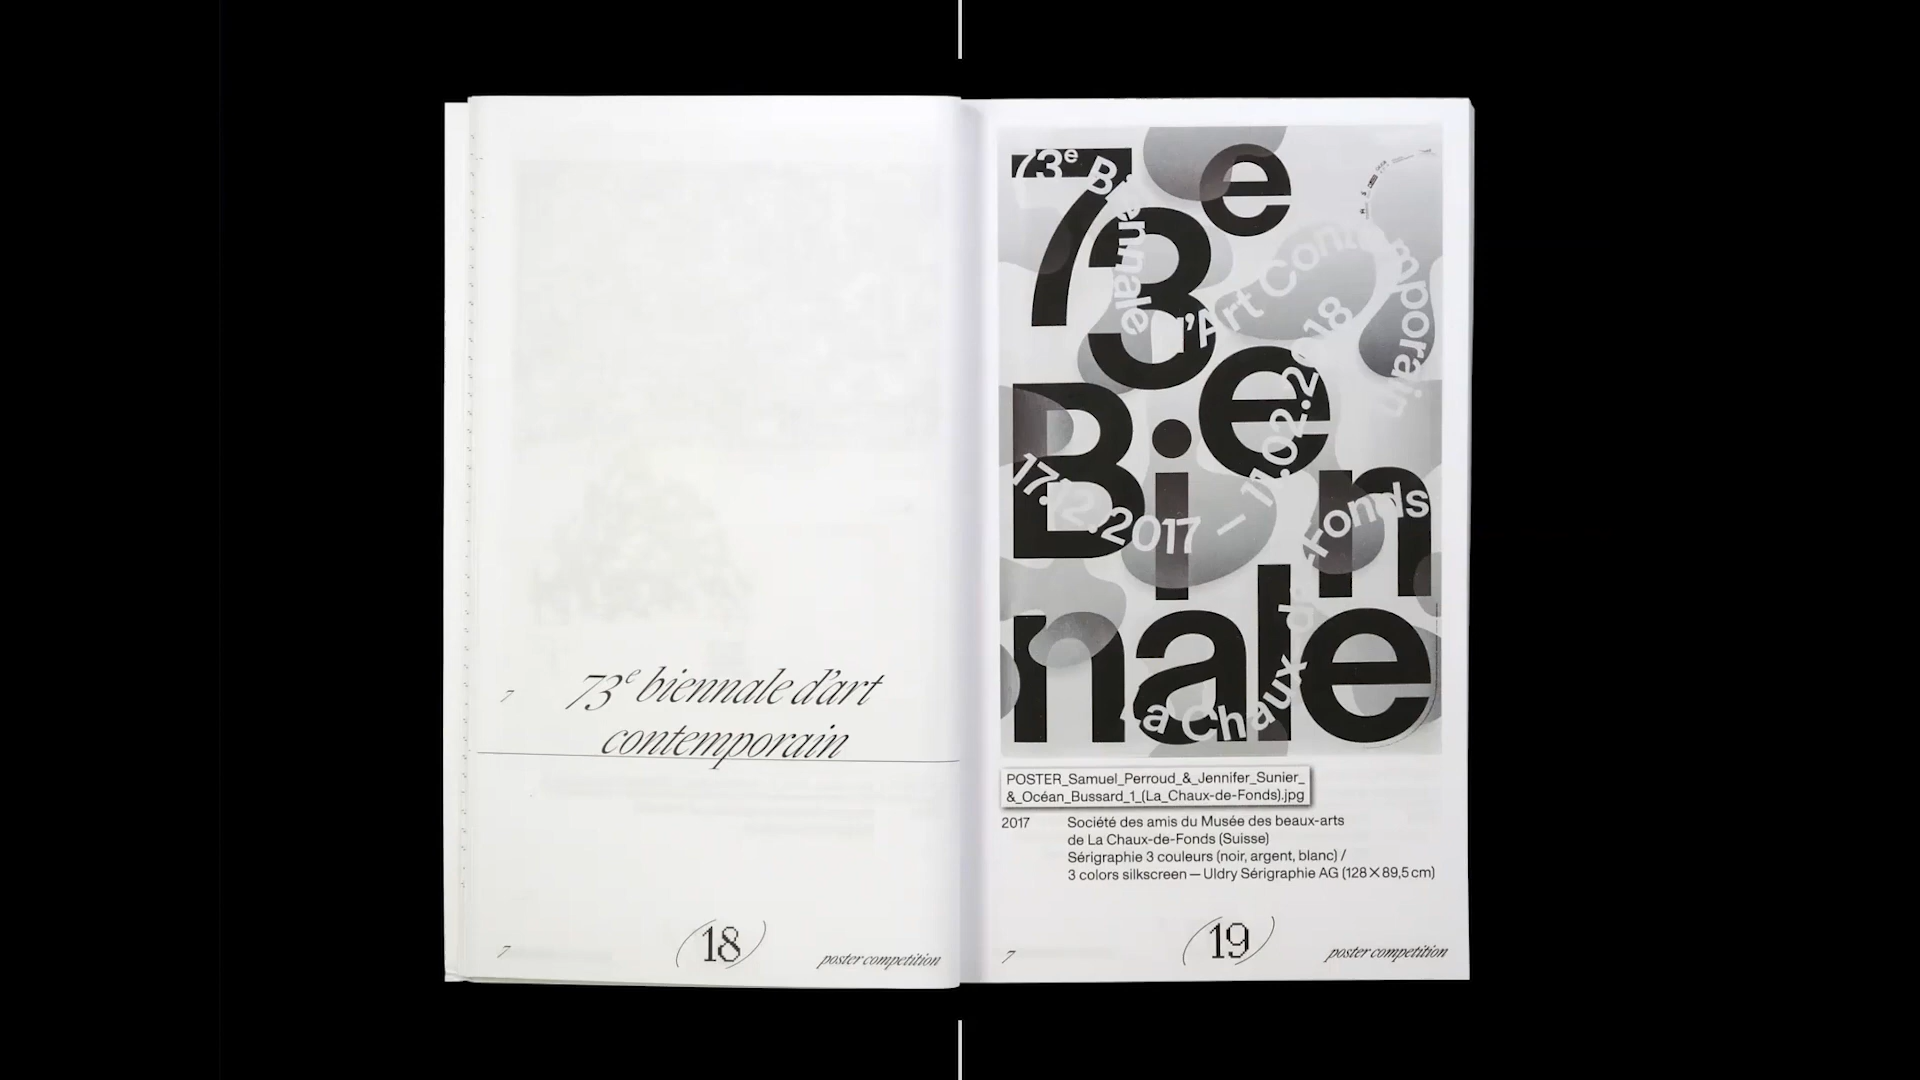 7
73e biennale d'art
contemporain
7
18
poster competition
73e
Bie
n
nale
73e Biennale d'Art Contemporain
17.12.2017 – 11.02.2018
La Chaux-de-Fonds
POSTER_Samuel_Perroud_&_Jennifer_Sunier_
&_Océan_Bussard_1_(La_Chaux-de-Fonds).jpg
2017 Société des amis du Musée des beaux-arts
de La Chaux-de-Fonds (Suisse)
Sérigraphie 3 couleurs (noir, argent, blanc) /
3 colors silkscreen — Uldry Sérigraphie AG (128×89,5 cm)
7
19
poster competition